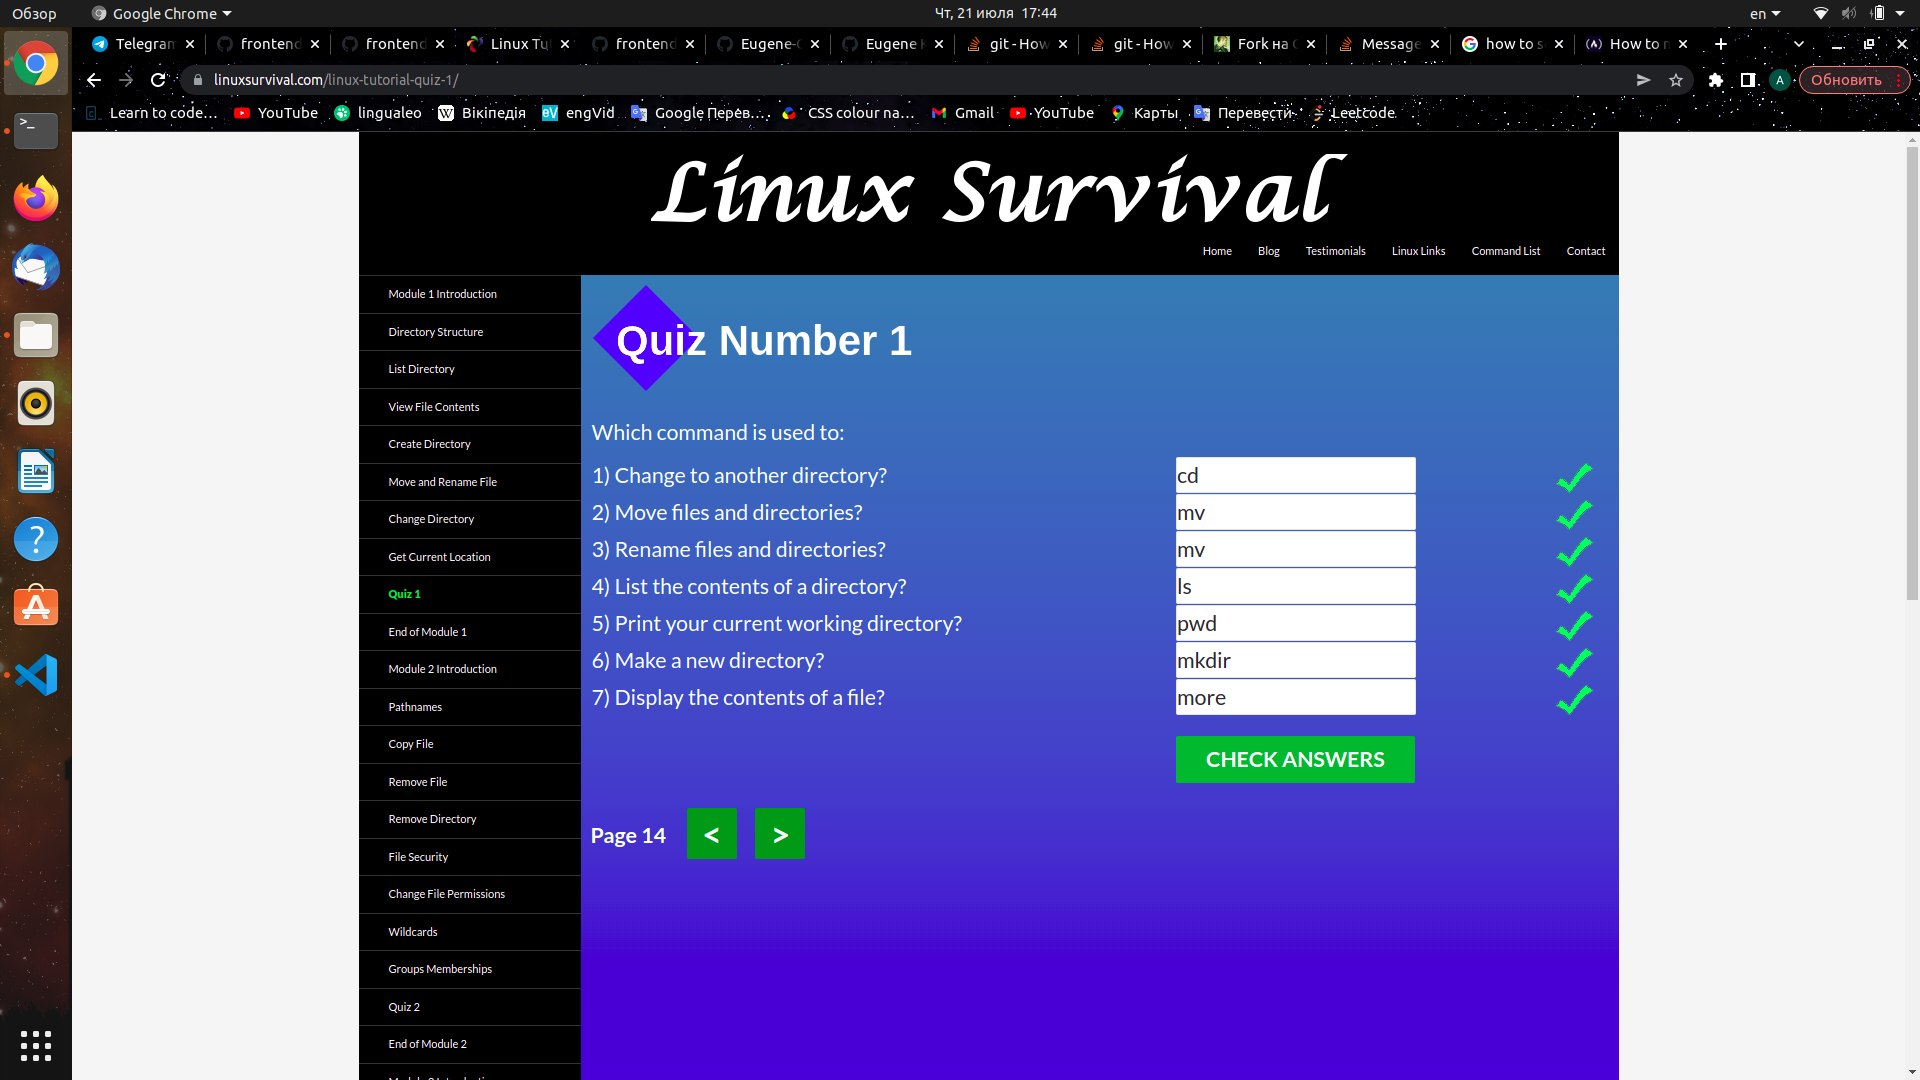 Обзор
Google Chrome
Чт, 21 июля 17:44
en
Telegram
frontend
frontend
Linux Tu
frontend
Eugene-
Eugene
git - How
git - How
Fork на
Message
how to s
How to
linuxsurvival.com/linux-tutorial-quiz-1/
A
Обновить
Learn to code...
YouTube
lingualeo
Вікіпедія
engVid
Google Перев...
CSS colour na...
Gmail
YouTube
Карты
Перевести
Leetcode
Linux Survival
Home
Blog
Testimonials
Linux Links
Command List
Contact
Module 1 Introduction
Directory Structure
List Directory
View File Contents
Create Directory
Move and Rename File
Change Directory
Get Current Location
Quiz 1
End of Module 1
Module 2 Introduction
Pathnames
Copy File
Remove File
Remove Directory
File Security
Change File Permissions
Wildcards
Groups Memberships
Quiz 2
End of Module 2
Quiz Number 1
Which command is used to:
1) Change to another directory? cd
2) Move files and directories? mv
3) Rename files and directories? mv
4) List the contents of a directory? ls
5) Print your current working directory? pwd
6) Make a new directory? mkdir
7) Display the contents of a file? more
CHECK ANSWERS
Page 14 < >